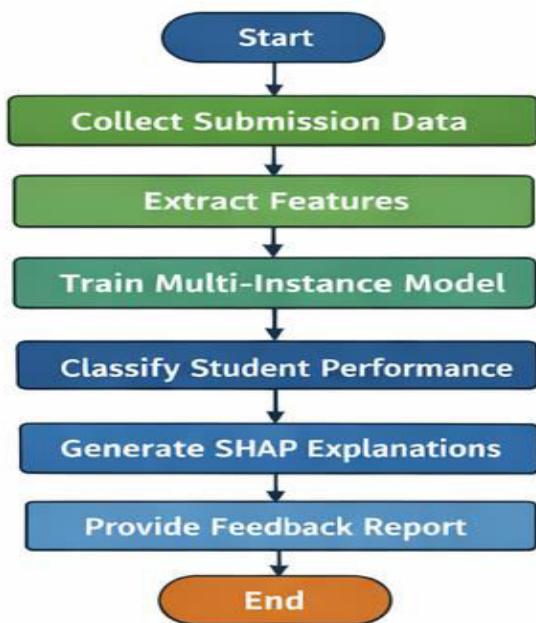 Start
Collect Submission Data
Extract Features
Train Multi-Instance Model
Classify Student Performance
Generate SHAP Explanations
Provide Feedback Report
End